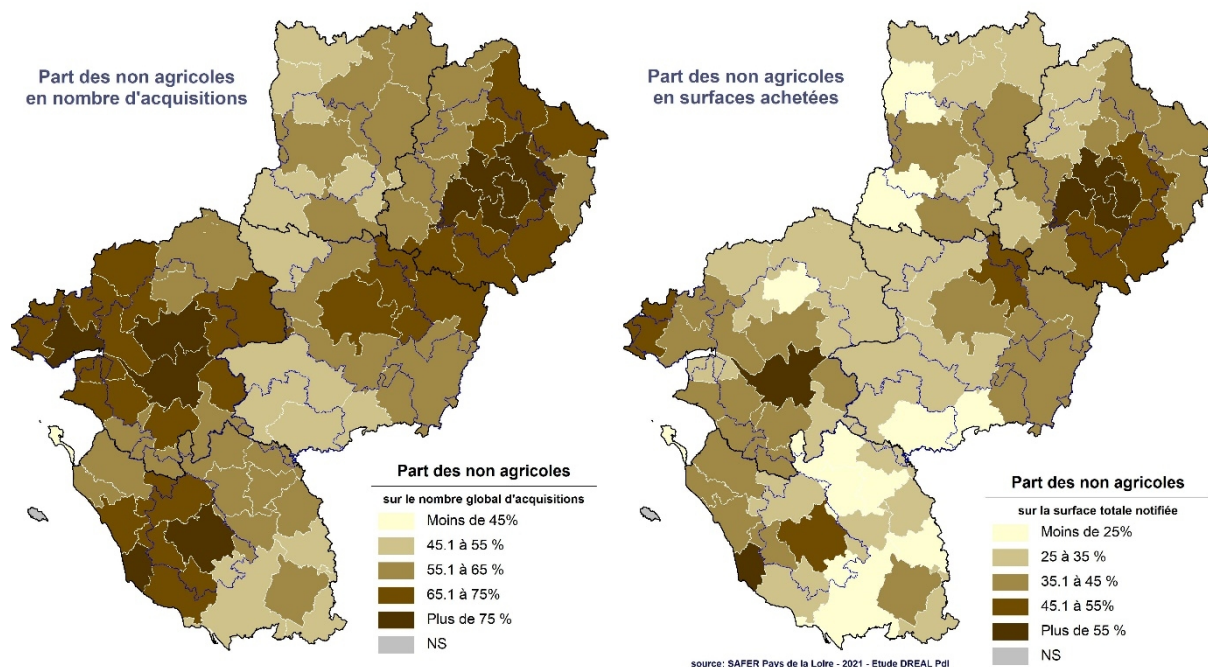 Part des non agricoles
en nombre d'acquisitions
Part des non agricoles
sur le nombre global d'acquisitions
Moins de 45%
45.1 à 55 %
55.1 à 65 %
65.1 à 75%
Plus de 75 %
NS
Part des non agricoles
en surfaces achetées
Part des non agricoles
sur la surface totale notifiée
Moins de 25%
25 à 35 %
35.1 à 45 %
45.1 à 55%
Plus de 55 %
NS
source: SAFER Pays de la Loire - 2021 - Etude DREAL Pdl